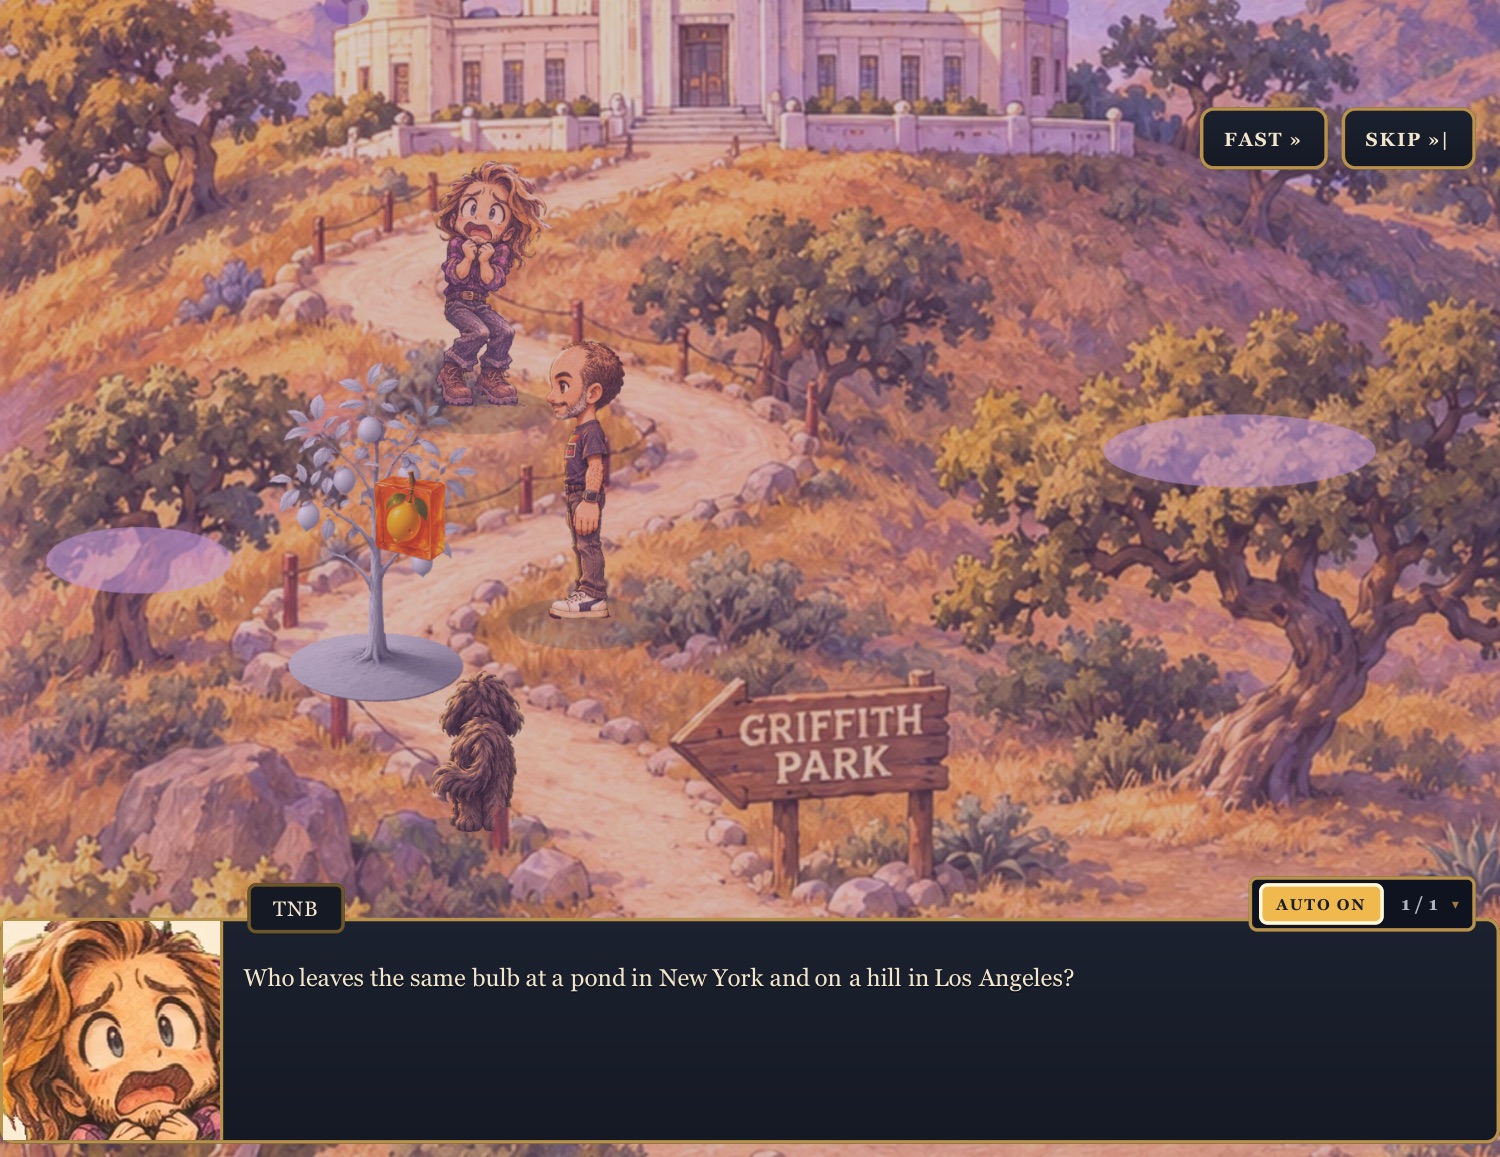 FAST »
SKIP »|
GRIFFITH
PARK
TNB
AUTO ON
1 / 1 ▼
Who leaves the same bulb at a pond in New York and on a hill in Los Angeles?